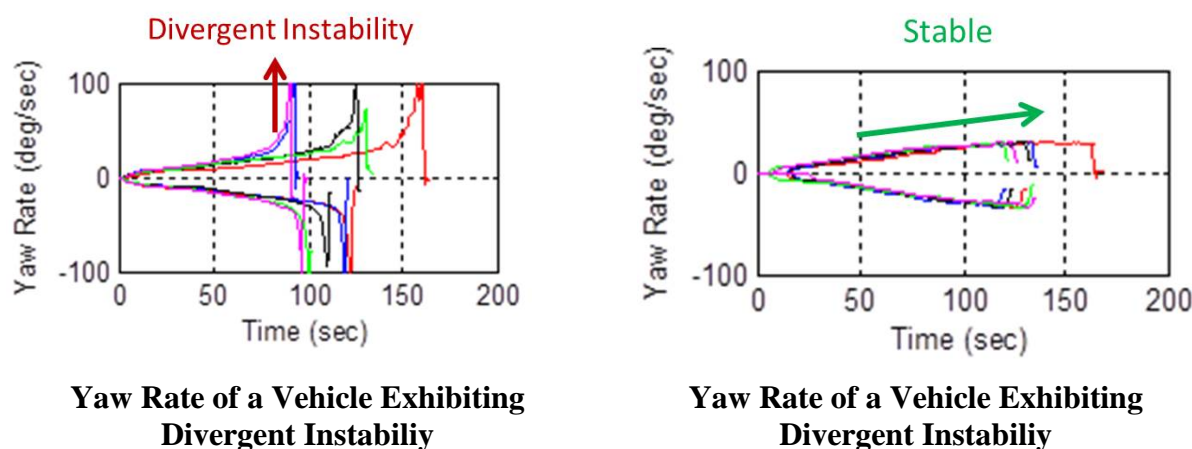 Divergent Instability
100
0
-100
Yaw Rate (deg/sec)
0 50 100 150 200
Time (sec)
Yaw Rate of a Vehicle Exhibiting
Divergent Instabiliy
Stable
100
0
-100
Yaw Rate (deg/sec)
0 50 100 150 200
Time (sec)
Yaw Rate of a Vehicle Exhibiting
Divergent Instabiliy